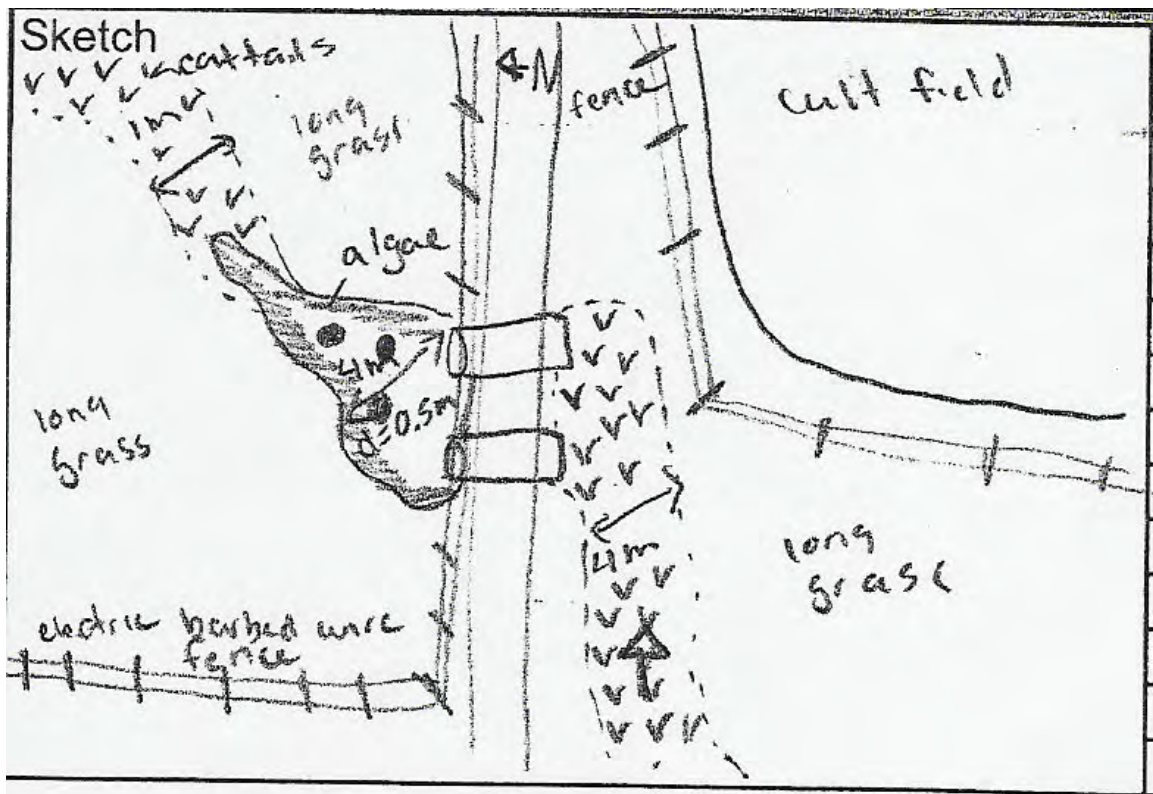 Sketch
cattails
1m
long
grass
N
fence
cult field
algae
4m
d=0.5m
long
grass
4m
long
grass
electric barbed wire
fence